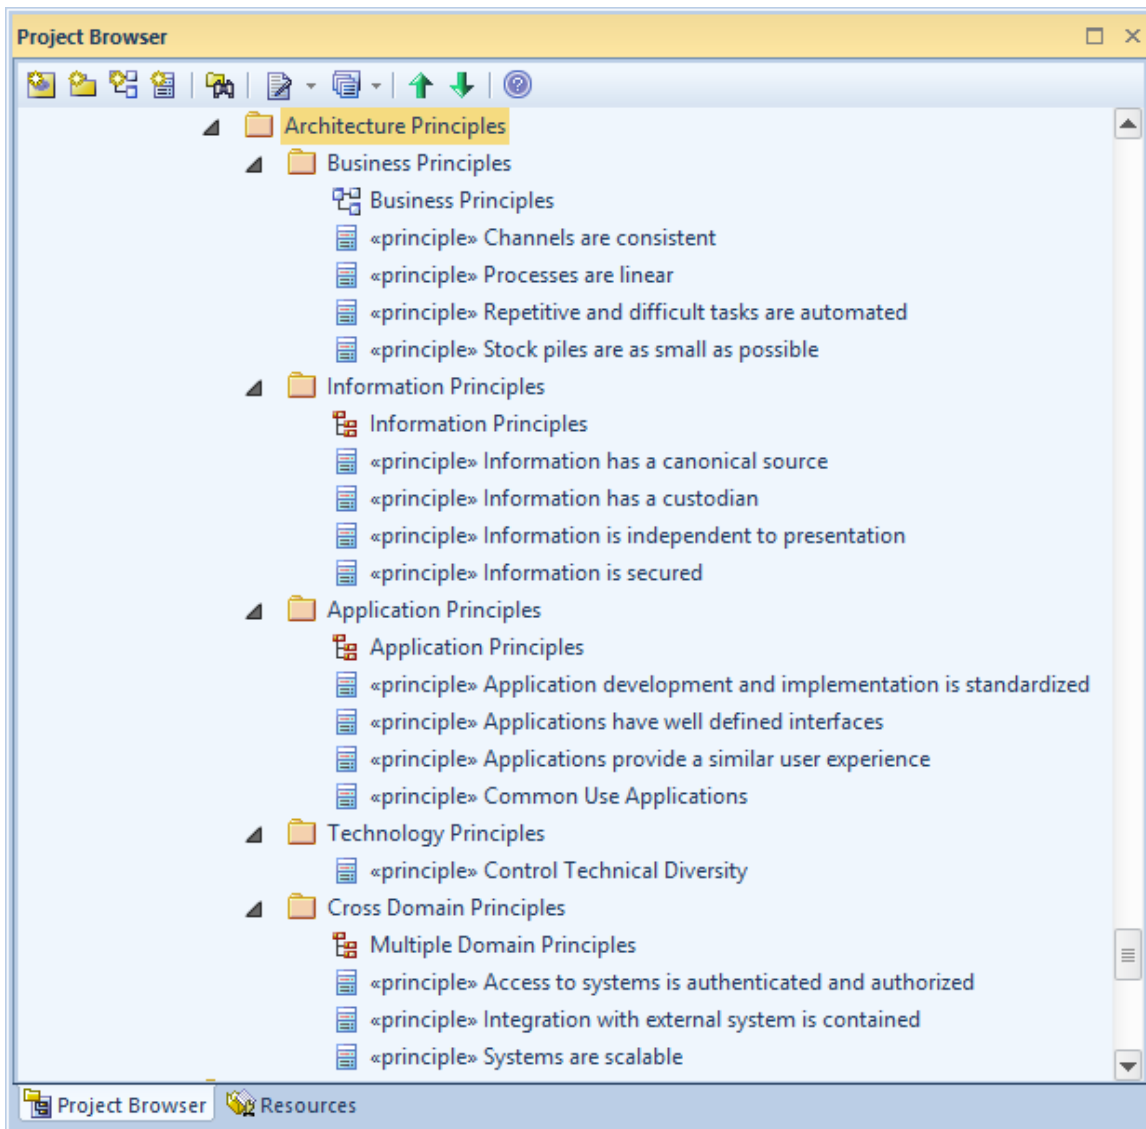 Project Browser
Architecture Principles
Business Principles
Business Principles
«principle» Channels are consistent
«principle» Processes are linear
«principle» Repetitive and difficult tasks are automated
«principle» Stock piles are as small as possible
Information Principles
Information Principles
«principle» Information has a canonical source
«principle» Information has a custodian
«principle» Information is independent to presentation
«principle» Information is secured
Application Principles
Application Principles
«principle» Application development and implementation is standardized
«principle» Applications have well defined interfaces
«principle» Applications provide a similar user experience
«principle» Common Use Applications
Technology Principles
«principle» Control Technical Diversity
Cross Domain Principles
Multiple Domain Principles
«principle» Access to systems is authenticated and authorized
«principle» Integration with external system is contained
«principle» Systems are scalable
Project Browser Resources